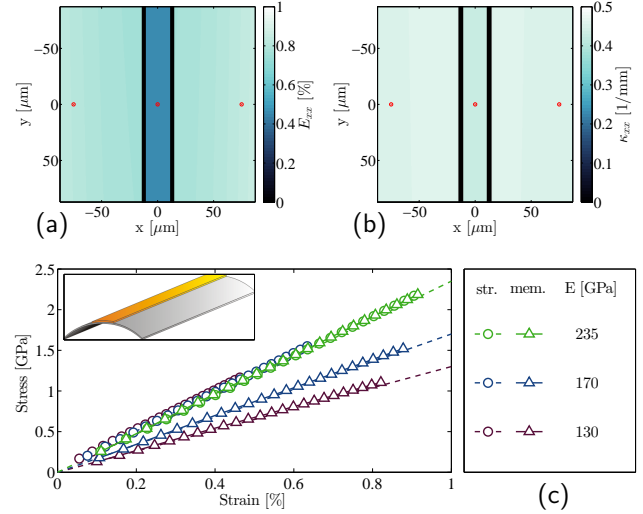 −50
0
50
y [μm]
−50 0 50
x [μm]
1
0.8
0.6
0.4
0.2
0
E_xx [%]
(a)
−50
0
50
y [μm]
−50 0 50
x [μm]
0.5
0.4
0.3
0.2
0.1
0
κ_xx [1/mm]
(b)
2.5
2
1.5
1
0.5
0
Stress [GPa]
0 0.2 0.4 0.6 0.8 1
Strain [%]
str. mem. E [GPa]
235
170
130
(c)